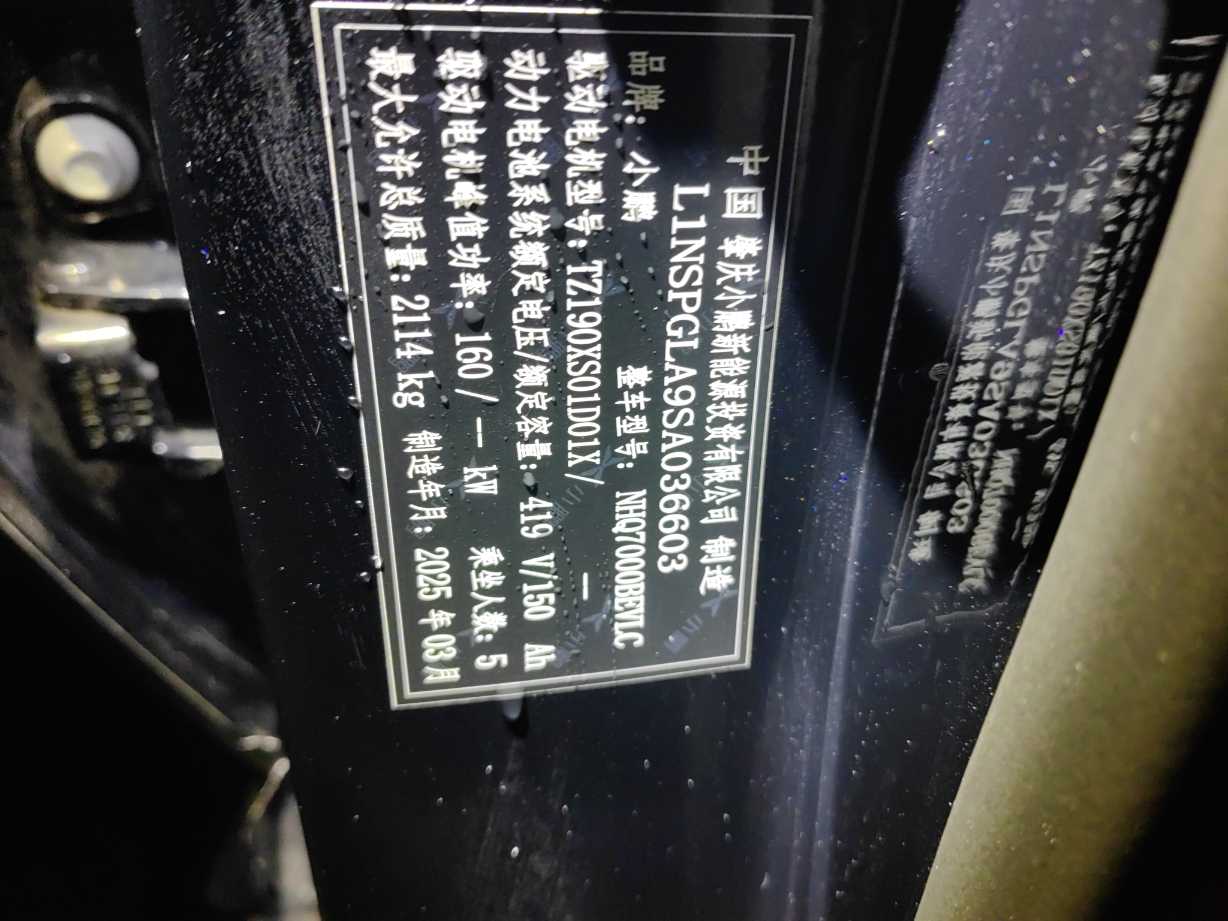 中国 肇庆小鹏新能源投资有限公司 制造
L1NSPGLA9SA036603
品牌: 小鹏 整车型号: NHQ7000BEVLC
驱动电机型号: TZ190XS01D01X/ —
动力电池系统额定电压/额定容量: 419 V/150 Ah
驱动电机峰值功率: 160/ — kW 乘坐人数: 5
最大允许总质量: 2114 kg 制造年月: 2025 年 03月